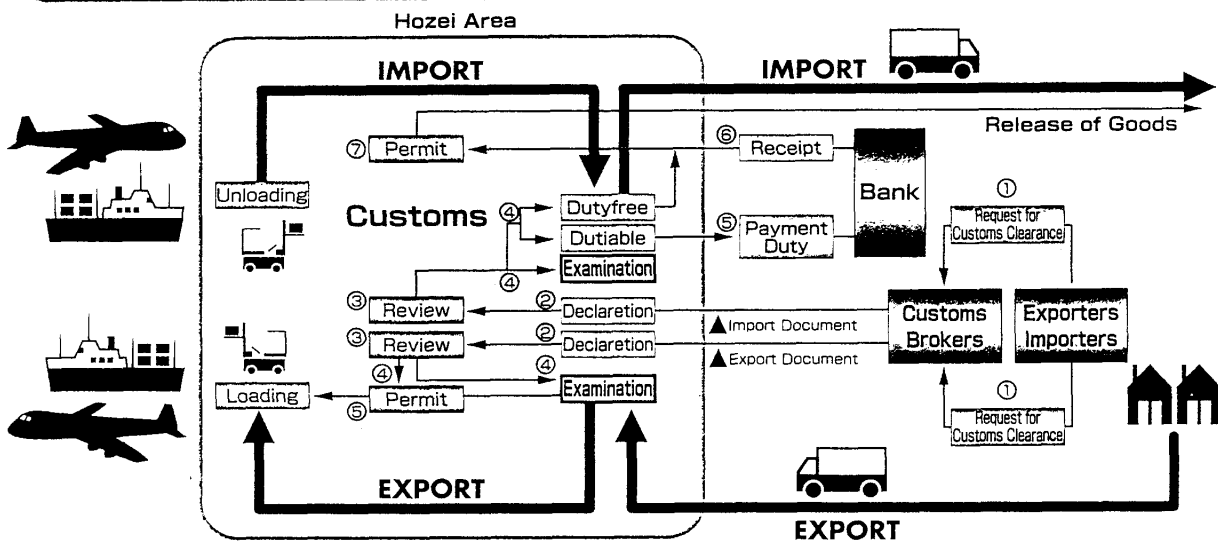 Hozei Area
IMPORT
IMPORT
Release of Goods
⑦ Permit
⑥ Receipt
Bank
①
Unloading
Customs
④ Dutyfree
Request for
Customs Clearance
Dutiable
⑤ Payment
Duty
④ Examination
③ Review
② Declaretion
▲Import Document
Customs
Brokers
Exporters
Importers
③ Review
② Declaretion
▲Export Document
④
④ Examination
Loading
⑤ Permit
①
Request for
Customs Clearance
EXPORT
EXPORT